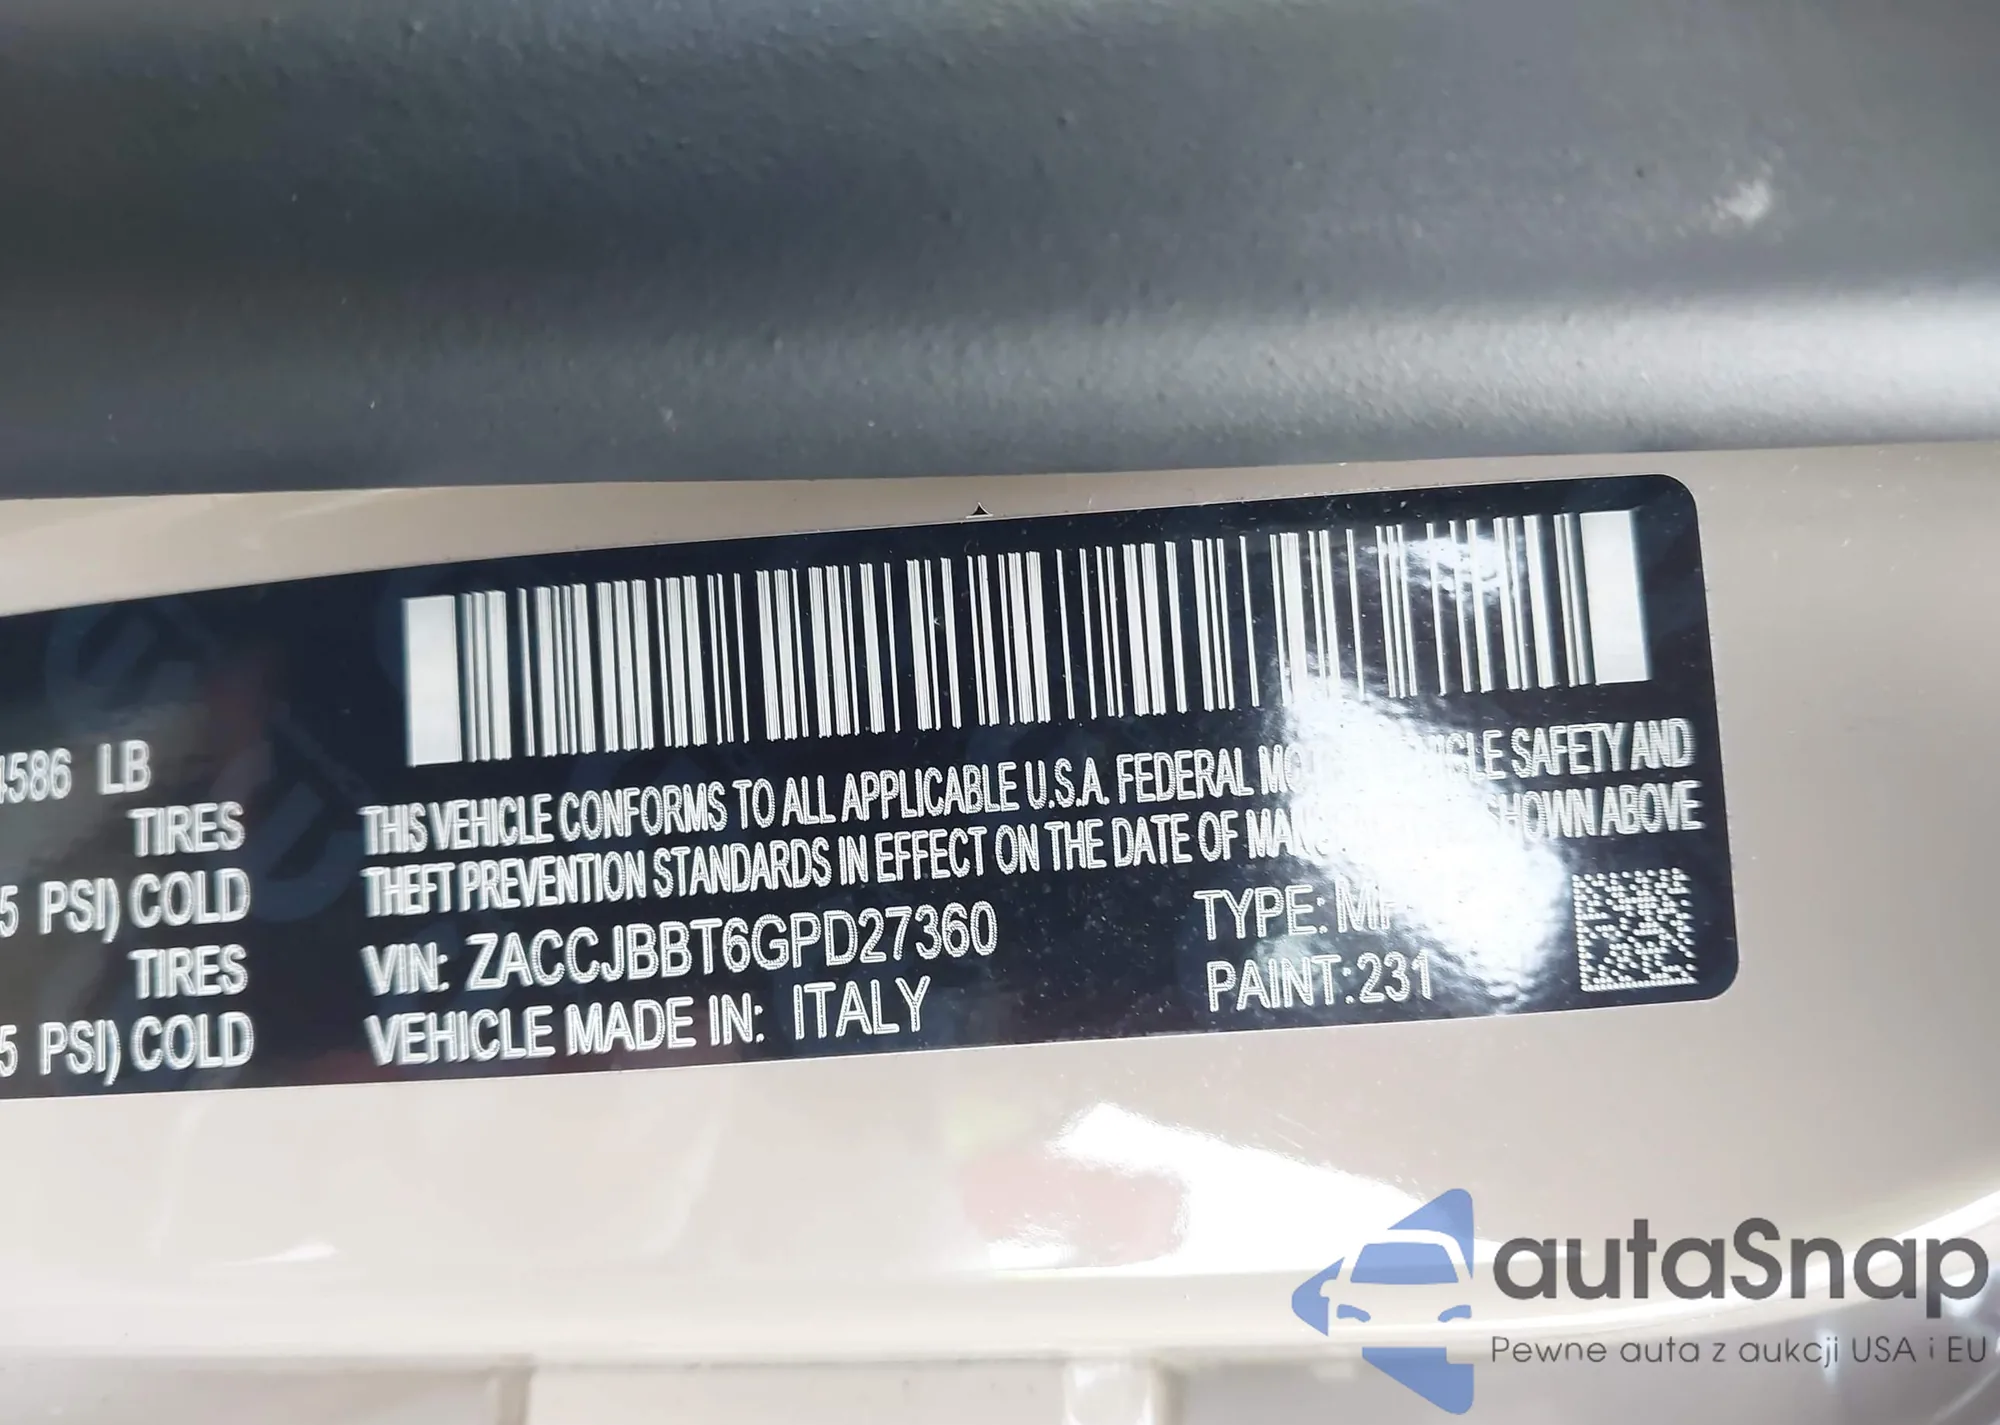 4586 LB
TIRES
5 PSI) COLD
TIRES
5 PSI) COLD
THIS VEHICLE CONFORMS TO ALL APPLICABLE U.S.A. FEDERAL SAFETY AND
THEFT PREVENTION STANDARDS IN EFFECT ON THE DATE OF SHOWN ABOVE
VIN: ZACCJBBT6GPD27360
TYPE:
VEHICLE MADE IN: ITALY
PAINT:231
autaSnap
Pewne auta z aukcji USA i EU